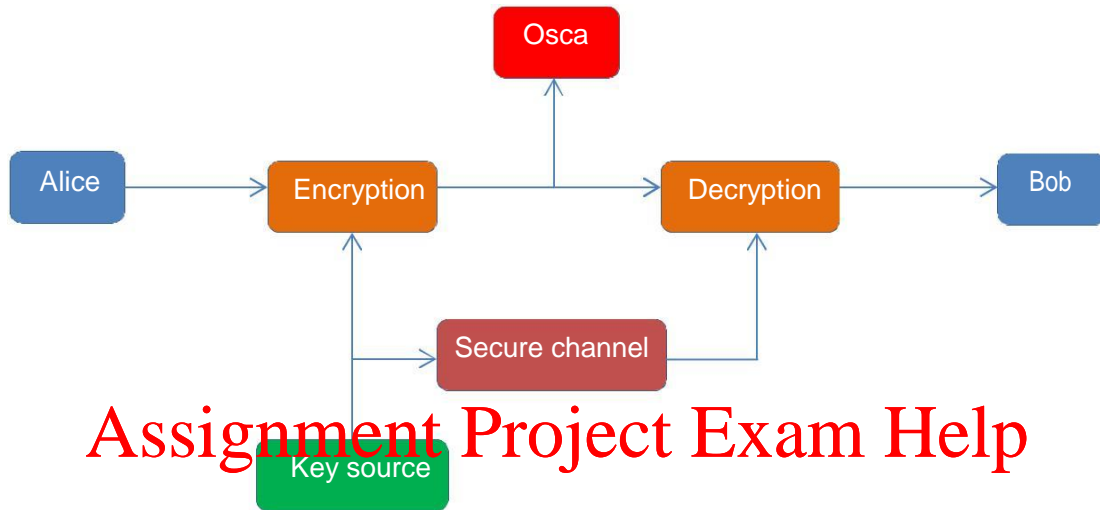 Osca
Alice
Encryption
Decryption
Bob
Secure channel
Assignment Project Exam Help
Key source